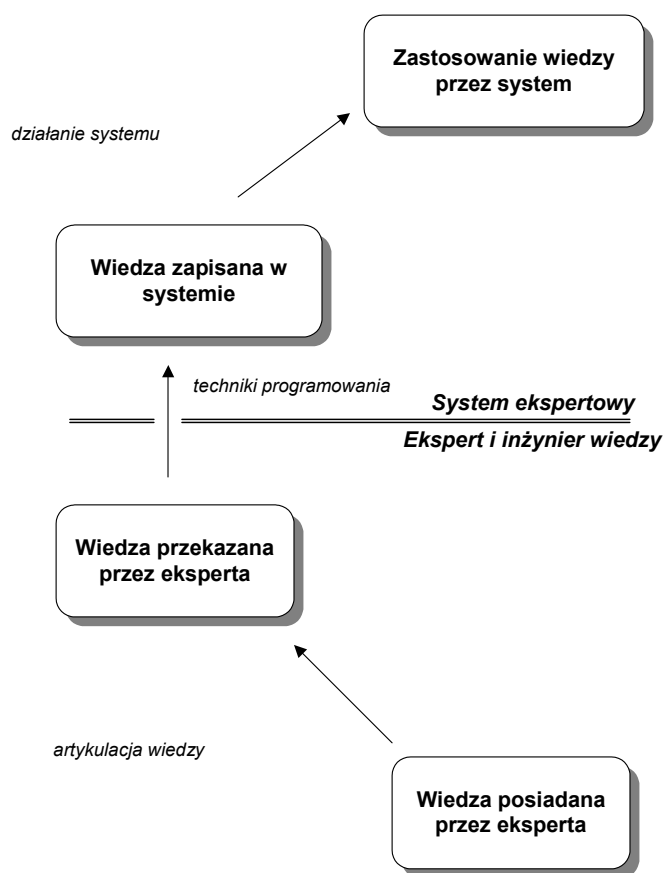 Zastosowanie wiedzy
przez system
działanie systemu
Wiedza zapisana w
systemie
techniki programowania
System ekspertowy
Ekspert i inżynier wiedzy
Wiedza przekazana
przez eksperta
artykulacja wiedzy
Wiedza posiadana
przez eksperta